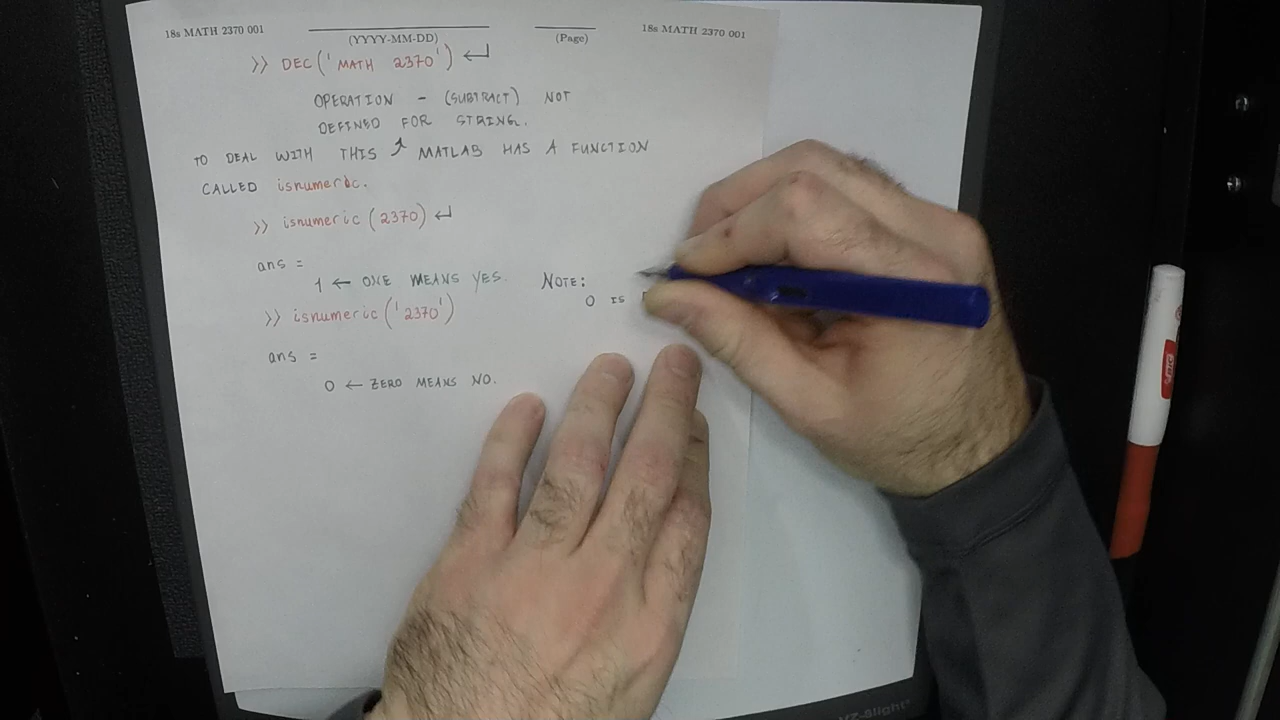 18s MATH 2370 001 (YYYY-MM-DD) (Page) 18s MATH 2370 001
>> DEC('MATH 2370') ↵
OPERATION - (SUBTRACT) NOT
DEFINED FOR STRING.
TO DEAL WITH THIS ↑ MATLAB HAS A FUNCTION
CALLED isnumeric.
>> isnumeric(2370) ↵
ans =
1 ← ONE MEANS YES.
NOTE:
0 IS
>> isnumeric('2370')
ans =
0 ← ZERO MEANS NO.
BIC